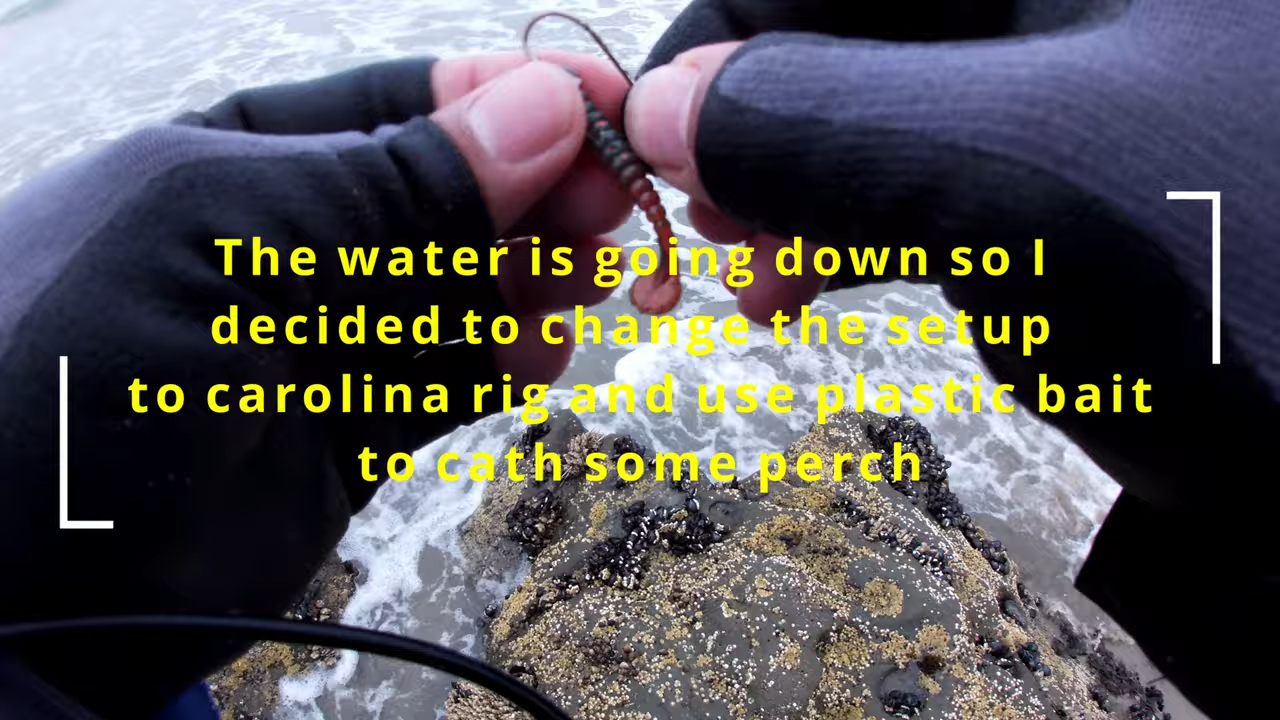 The water is going down so I
decided to change the setup
to carolina rig and use plastic bait
to cath some perch